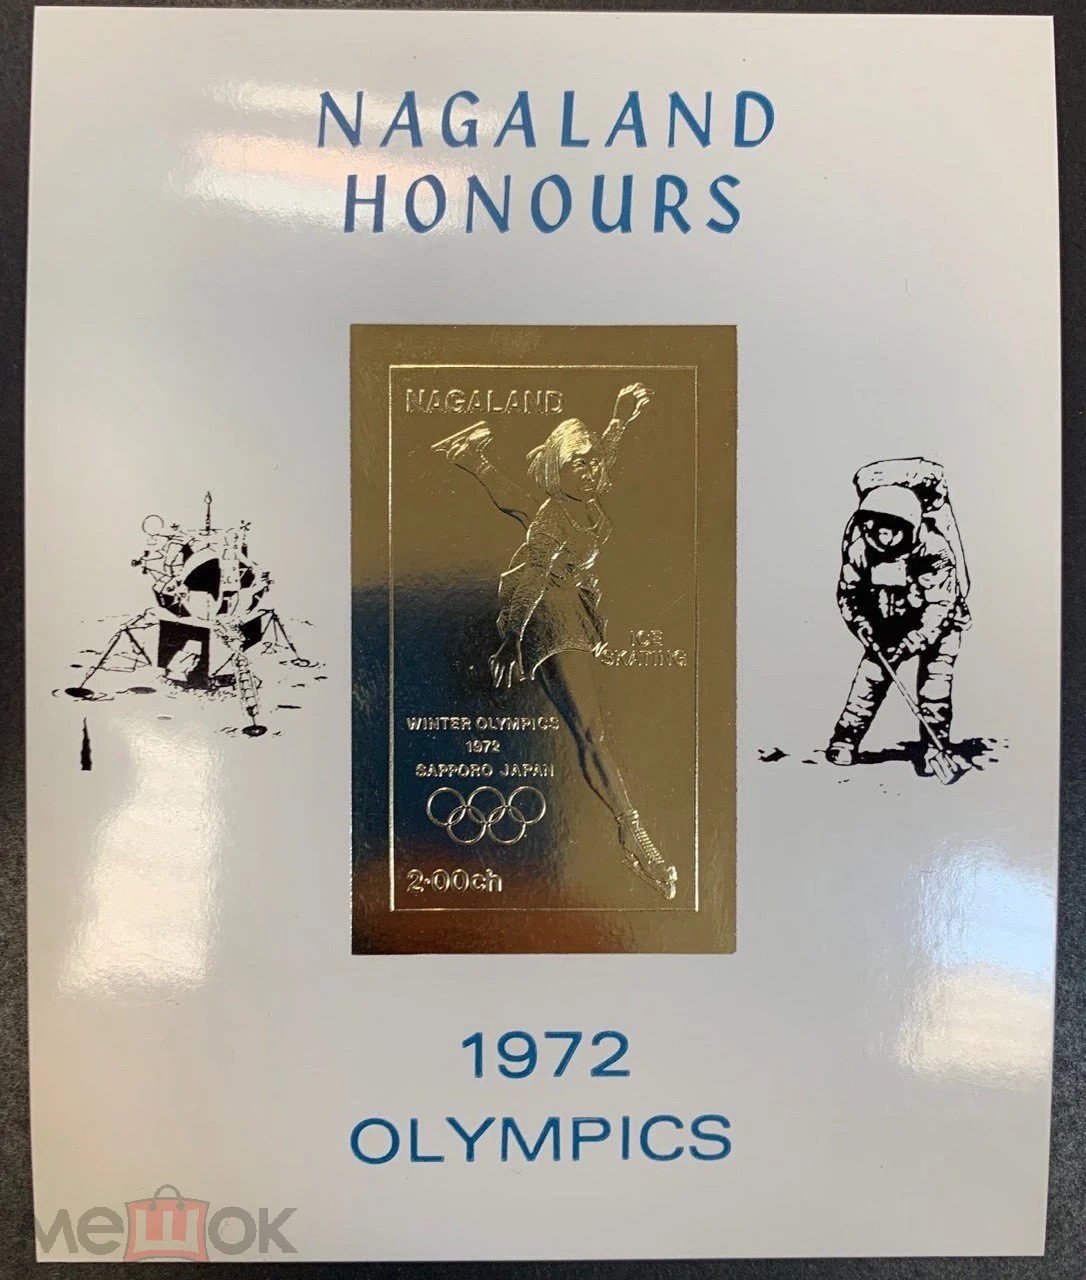 NAGALAND
HONOURS
NAGALAND
ICE
SKATING
WINTER OLYMPICS
1972
SAPPORO JAPAN
2·00ch
1972
OLYMPICS
мешок